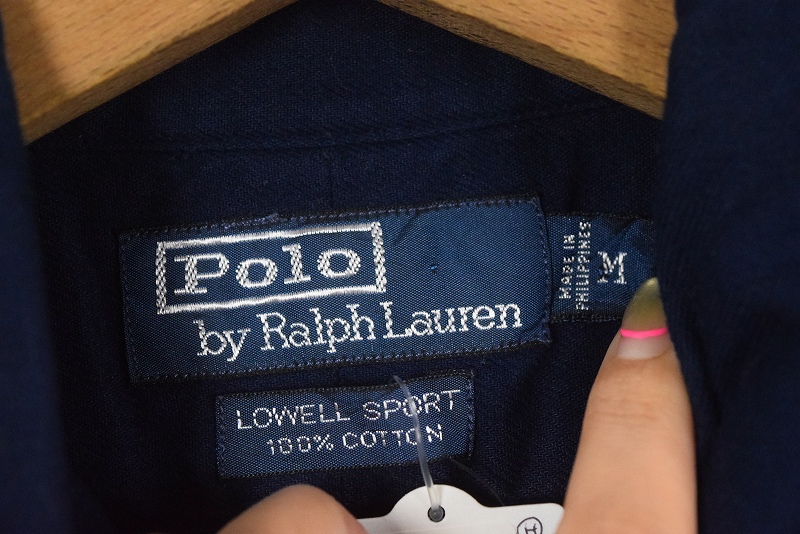 Polo
by Ralph Lauren
MADE IN
PHILIPPINES
M
LOWELL SPORT
100% COTTON
H